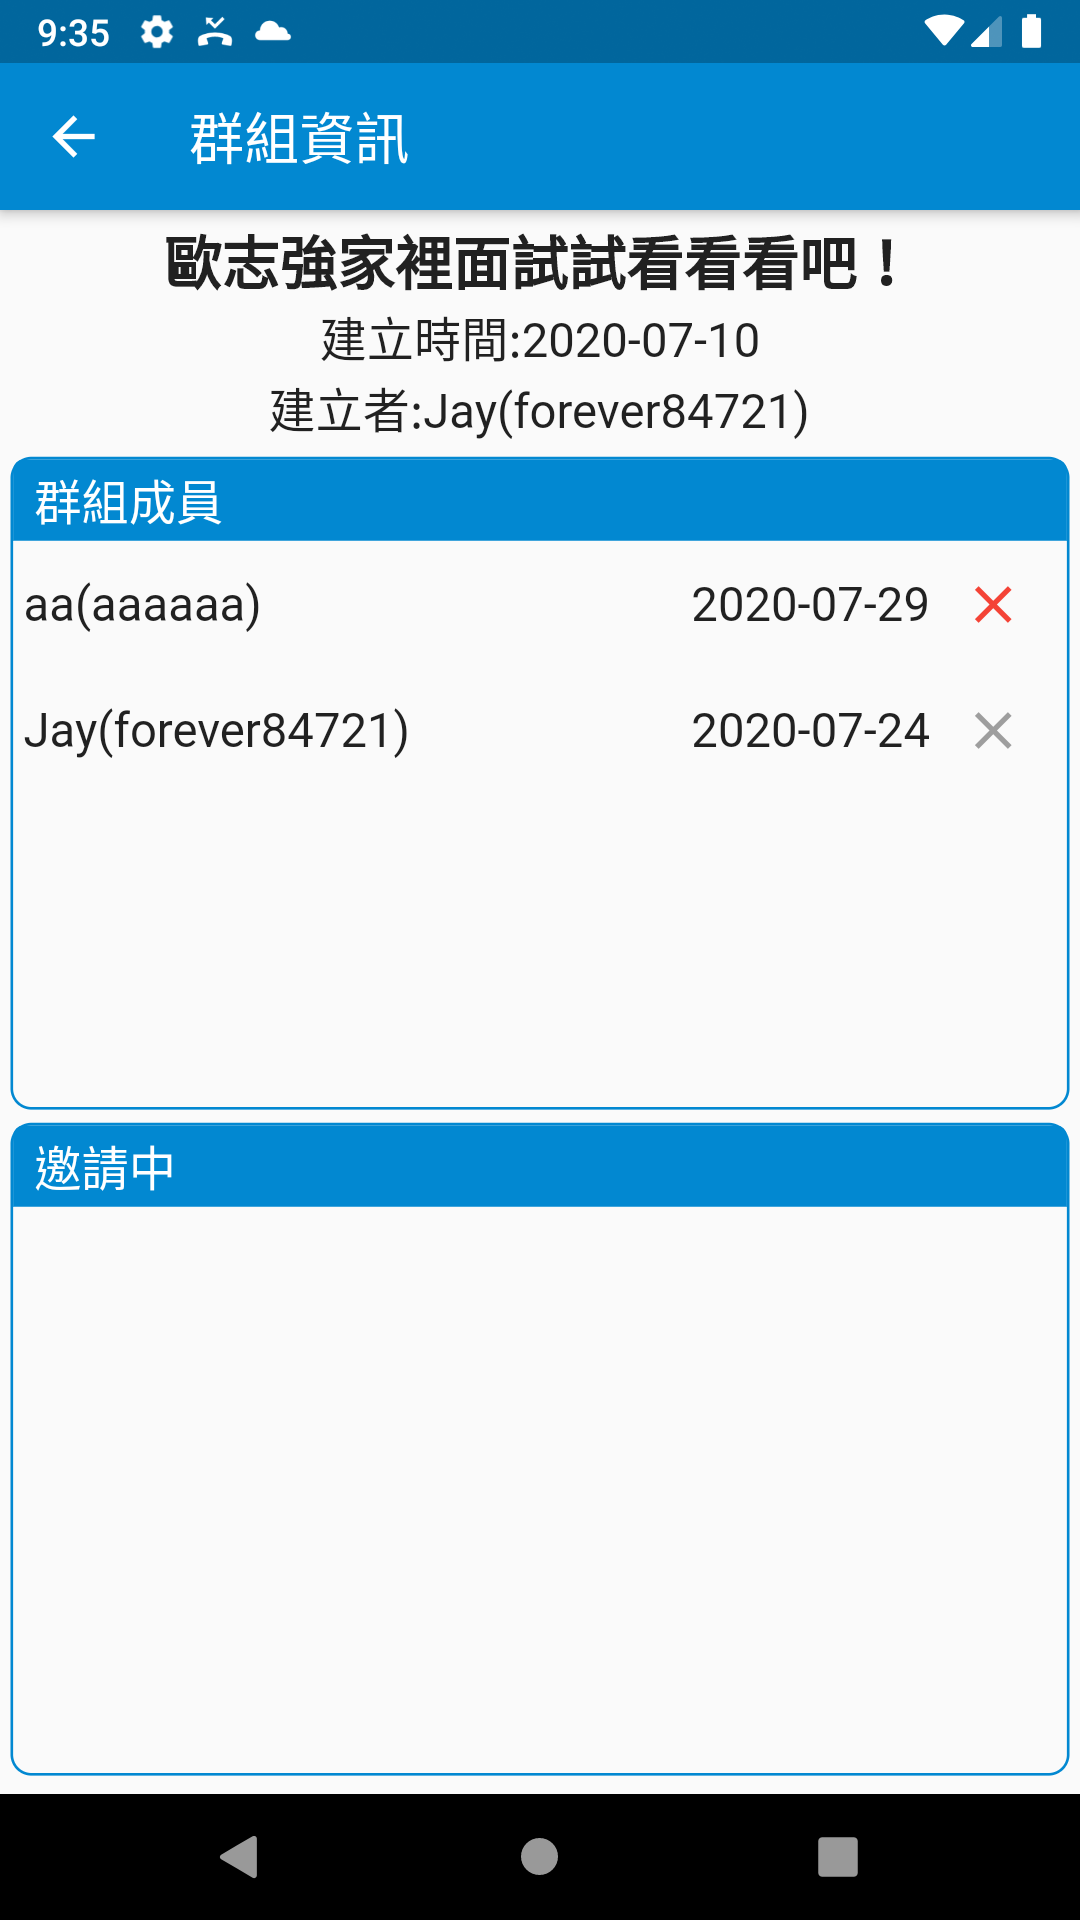 9:35
群組資訊
歐志強家裡面試試看看看吧！
建立時間:2020-07-10
建立者:Jay(forever84721)
群組成員
aa(aaaaaa) 2020-07-29
Jay(forever84721) 2020-07-24
邀請中